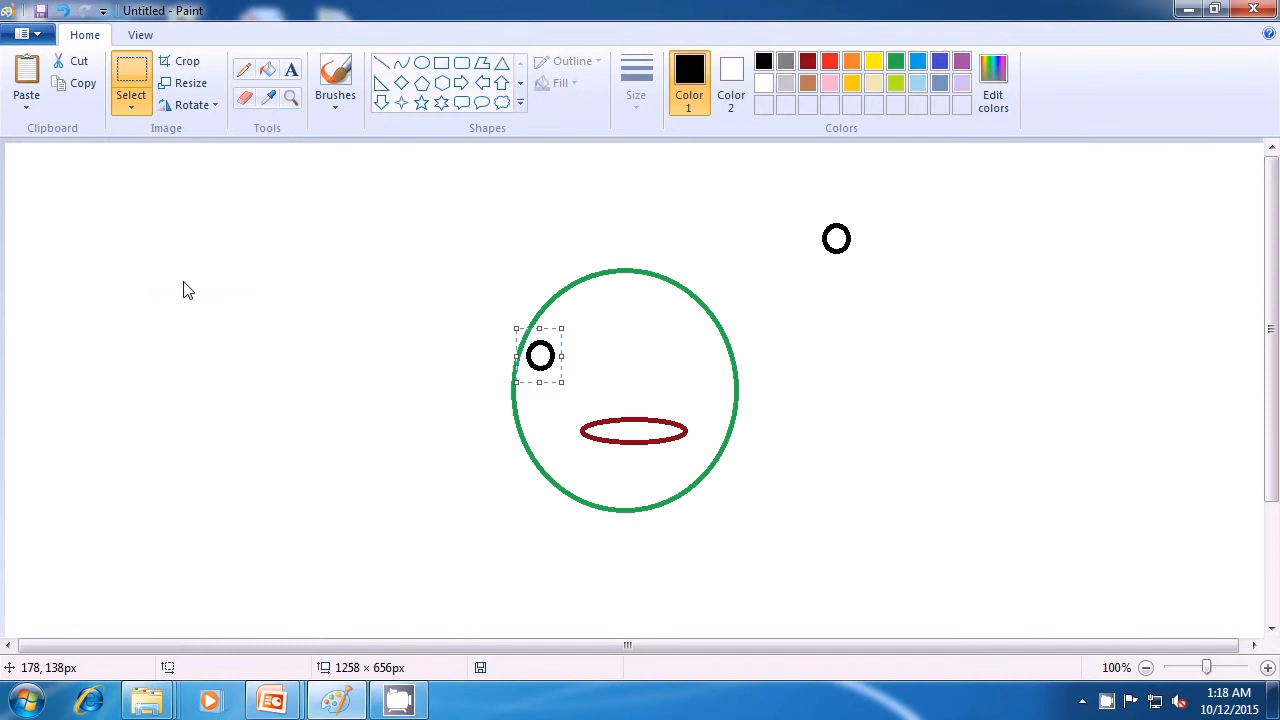 Untitled - Paint
Home View
Paste
Cut
Copy
Clipboard
Select
Crop
Resize
Rotate
Image
A
Tools
Brushes
Outline
Fill
Shapes
Size
Color 1
Color 2
Edit colors
Colors
178, 138px
1258 × 656px
100%
1:18 AM
10/12/2015